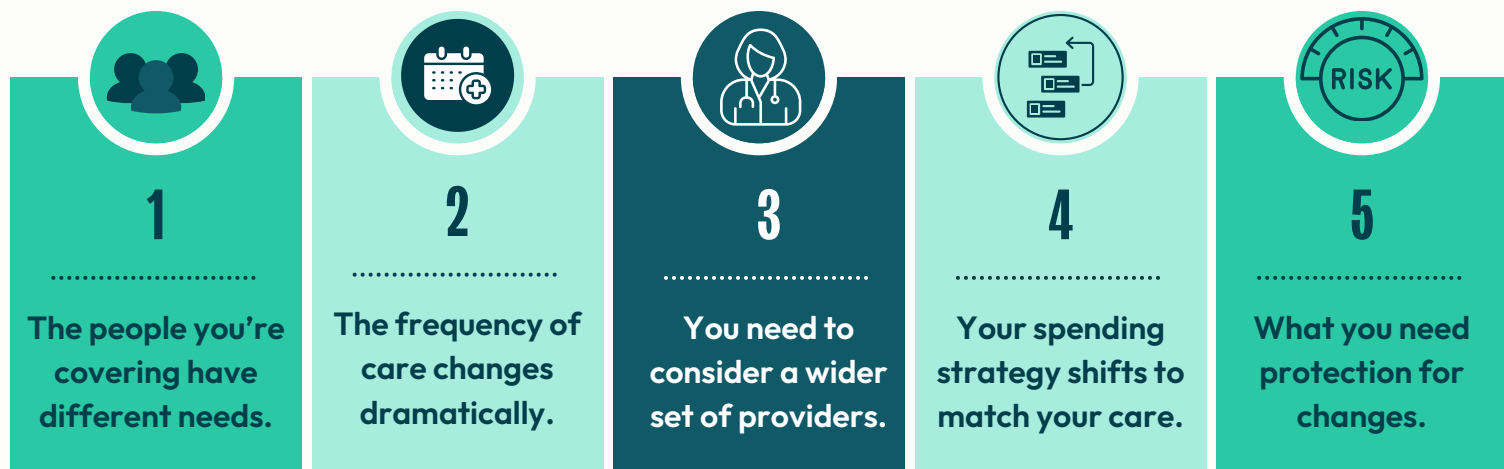 1
The people you’re
covering have
different needs.
2
The frequency of
care changes
dramatically.
3
You need to
consider a wider
set of providers.
4
Your spending
strategy shifts to
match your care.
RISK
5
What you need
protection for
changes.